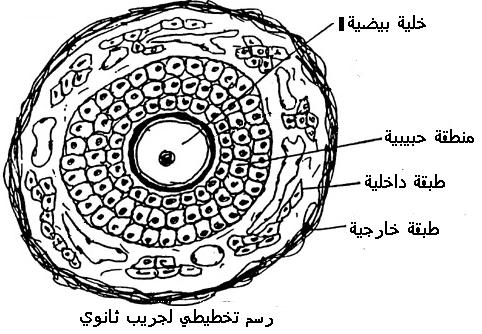 خلية بيضية I
منطقة حبيبية
طبقة داخلية
طبقة خارجية
رسم تخطيطي لجريب ثانوي